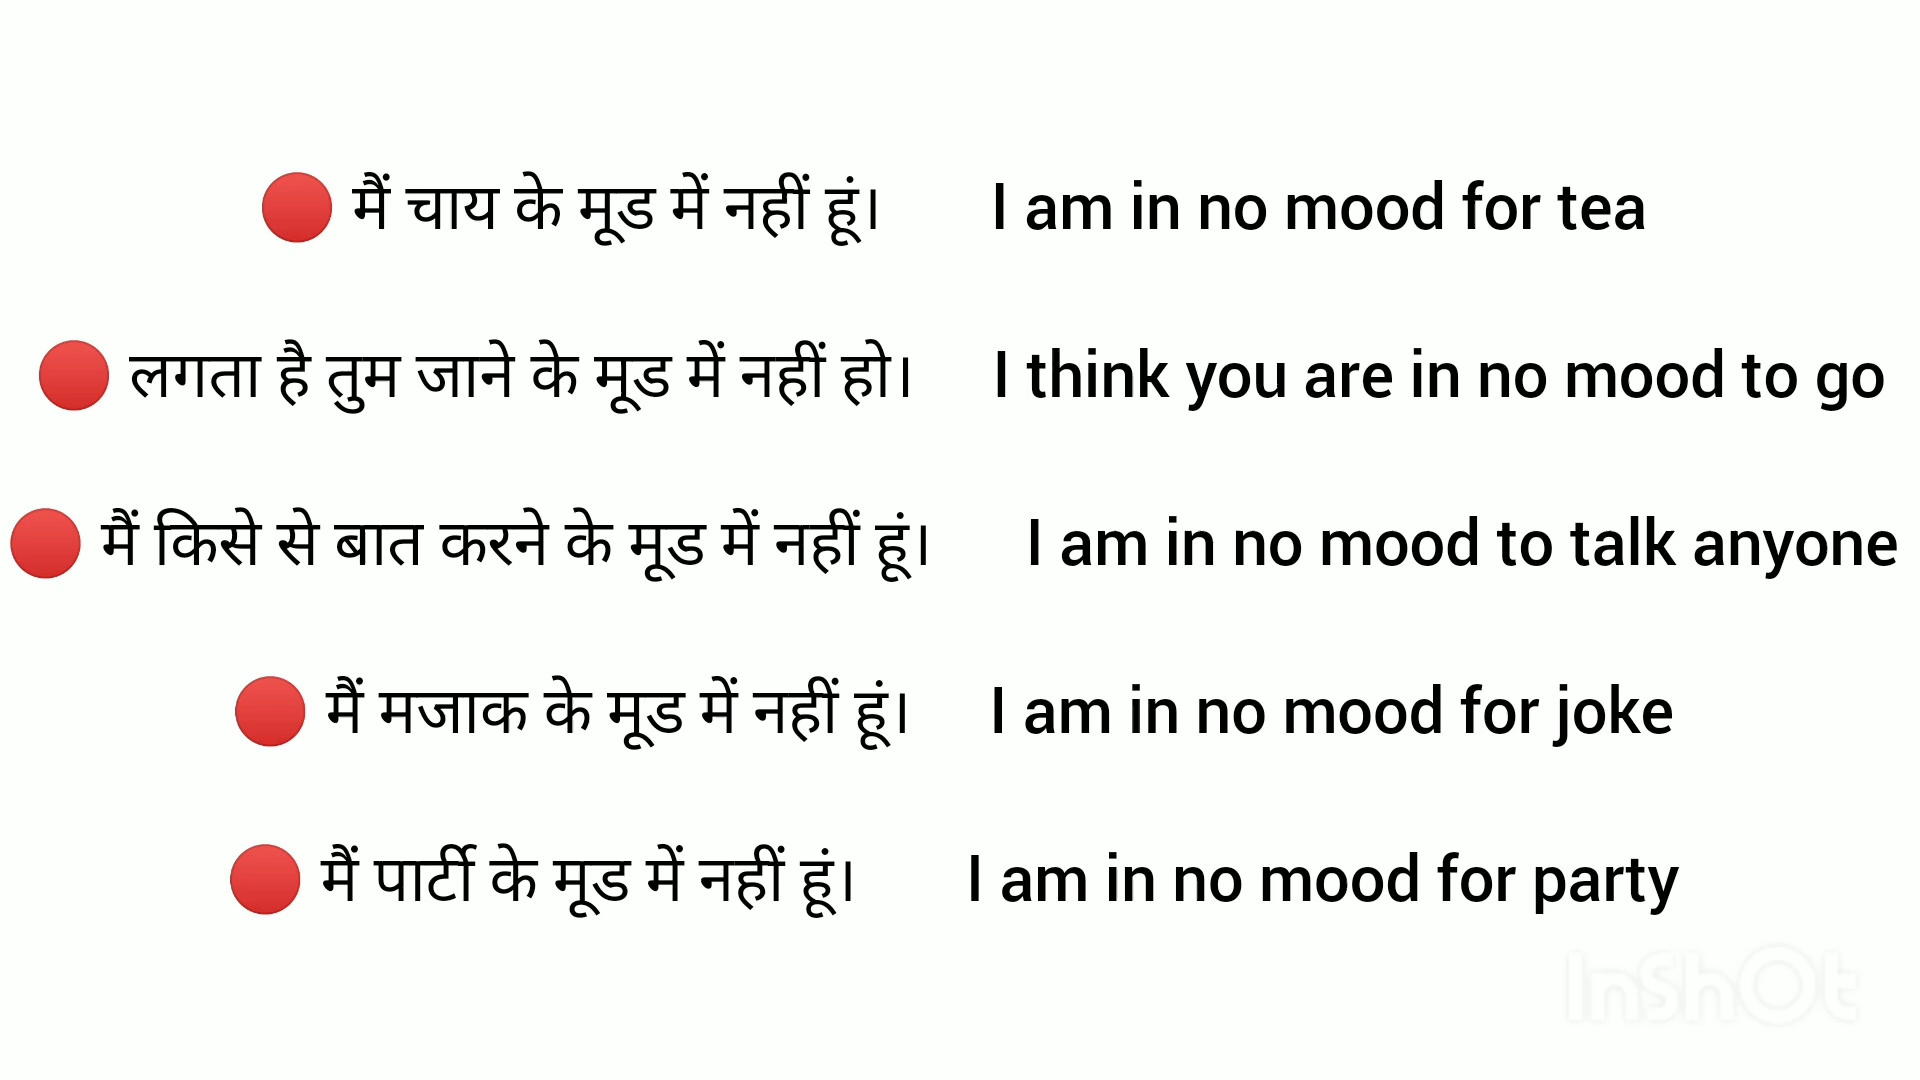 🔴 मैं चाय के मूड में नहीं हूं। I am in no mood for tea
🔴 लगता है तुम जाने के मूड में नहीं हो। I think you are in no mood to go
🔴 मैं किसे से बात करने के मूड में नहीं हूं। I am in no mood to talk anyone
🔴 मैं मजाक के मूड में नहीं हूं। I am in no mood for joke
🔴 मैं पार्टी के मूड में नहीं हूं। I am in no mood for party
InShOt